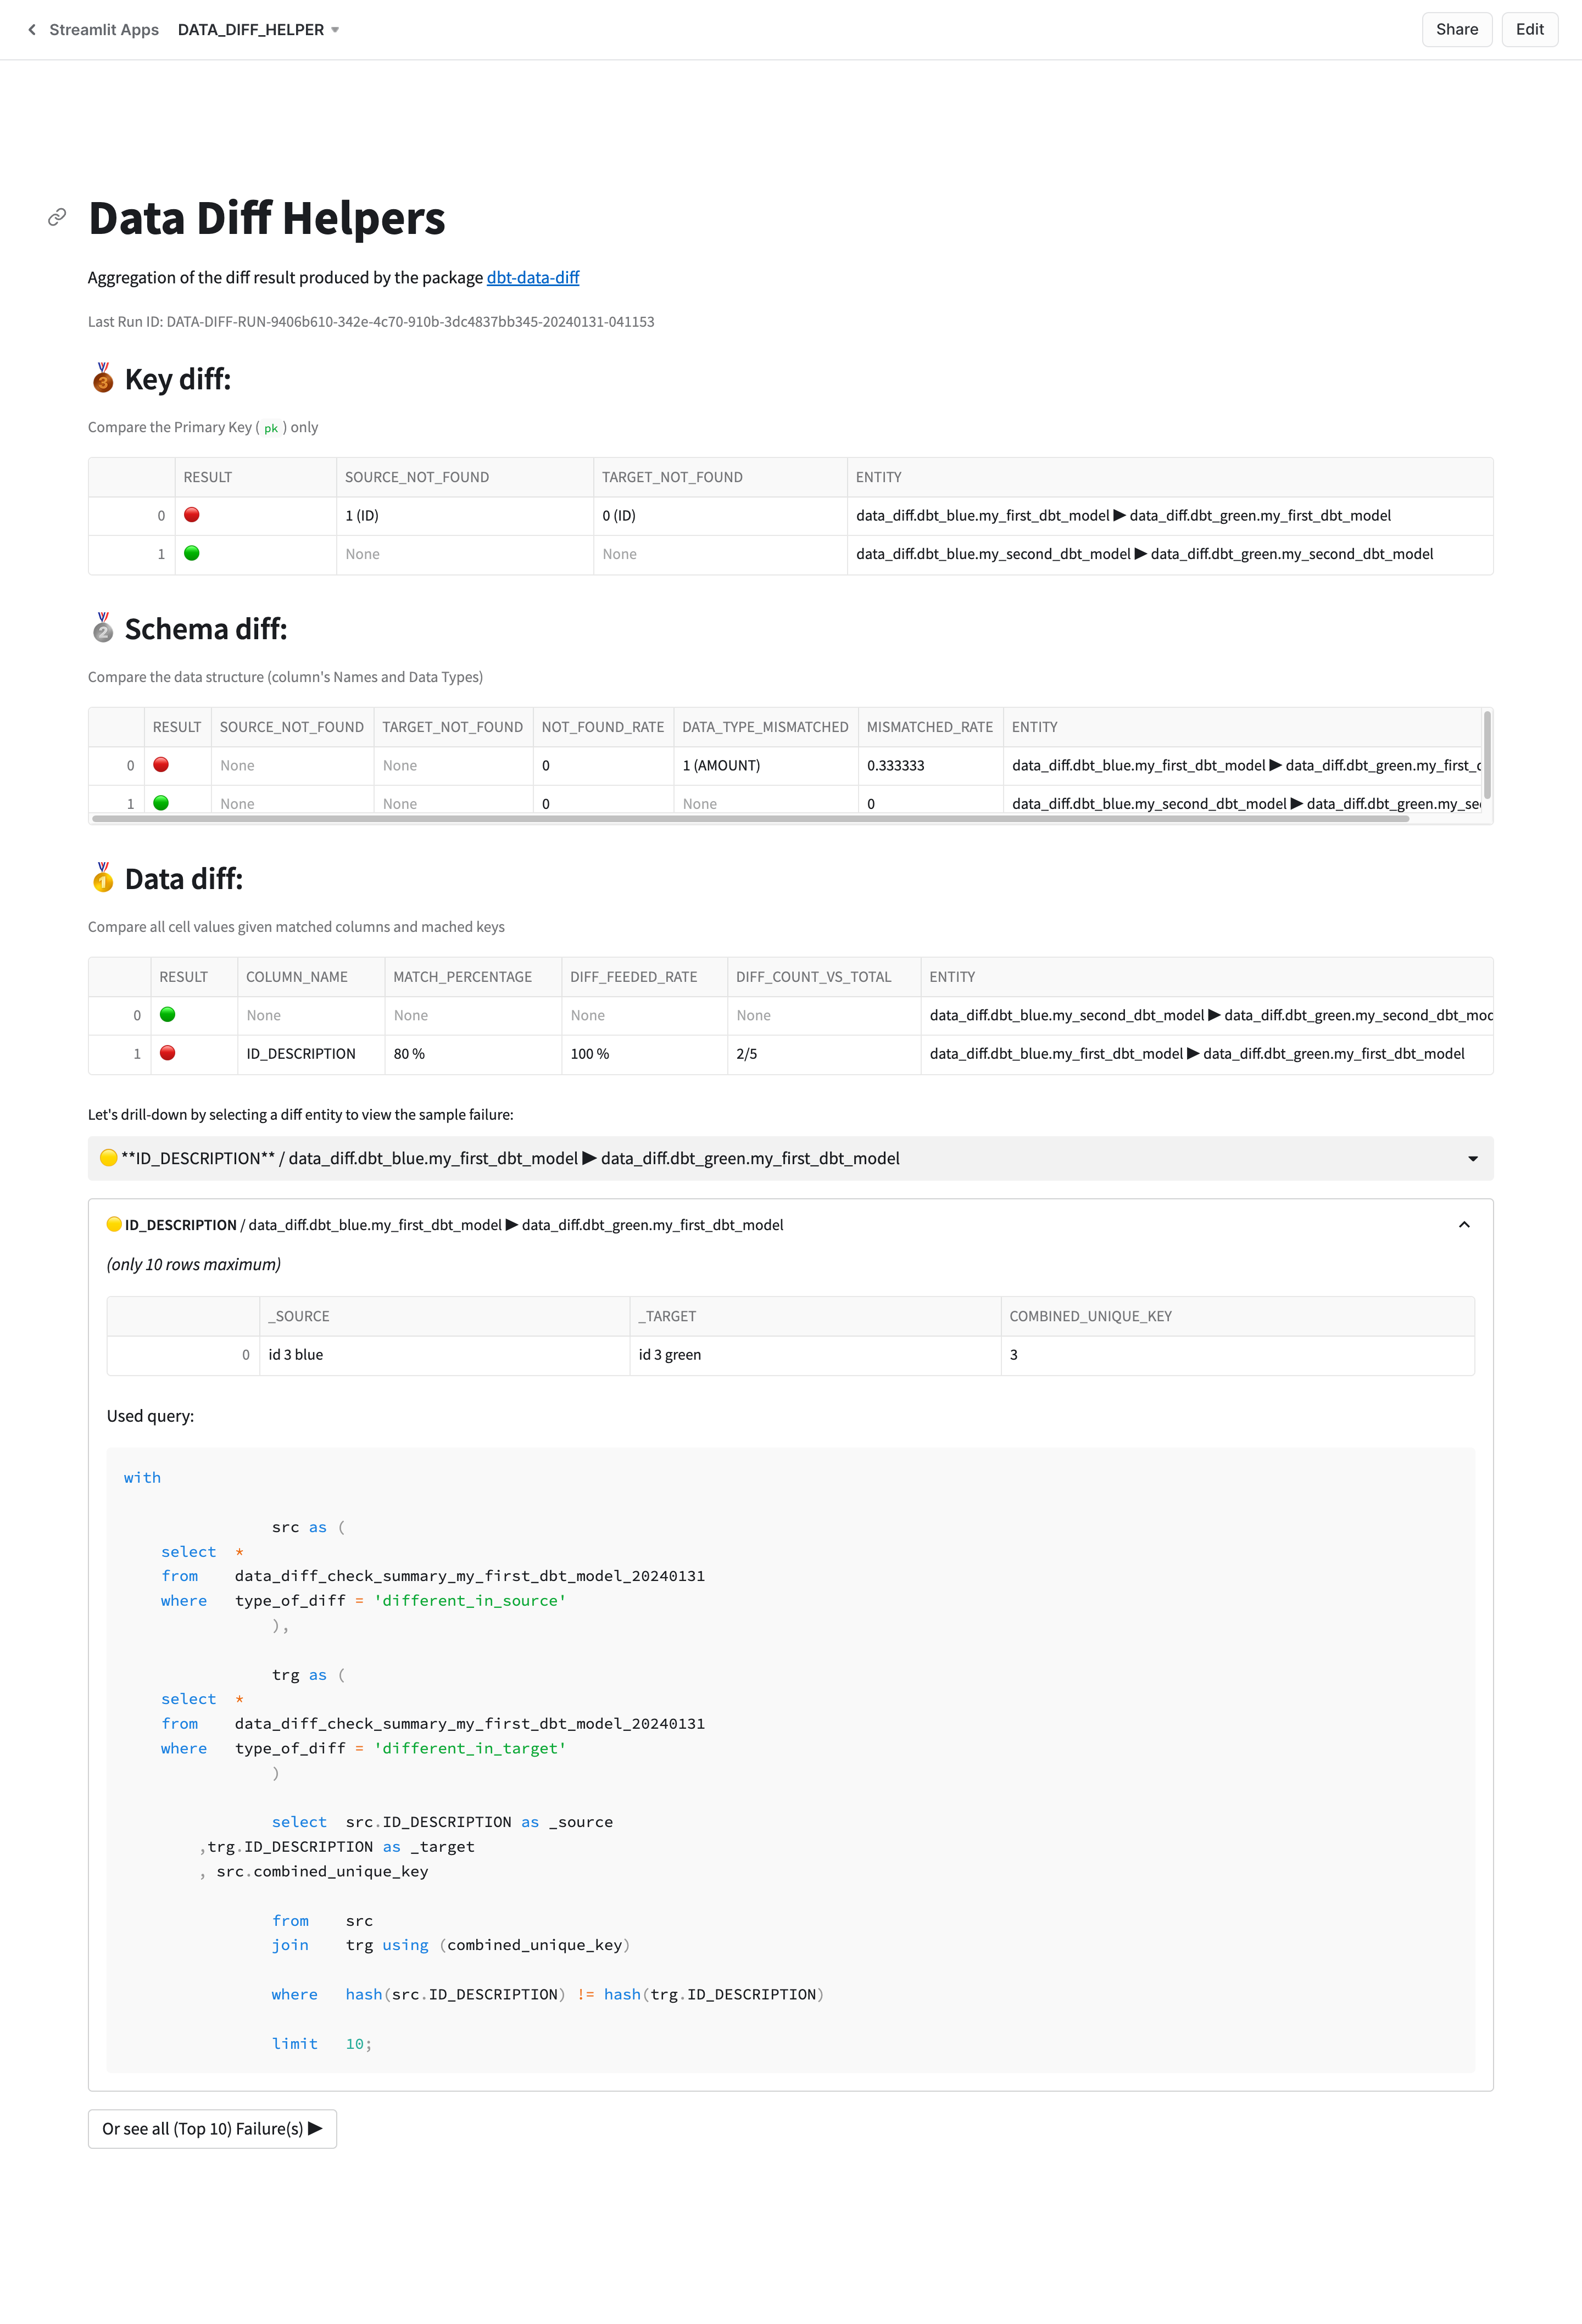 Streamlit Apps DATA_DIFF_HELPER Share Edit
Data Diff Helpers
Aggregation of the diff result produced by the package dbt-data-diff
Last Run ID: DATA-DIFF-RUN-9406b610-342e-4c70-910b-3dc4837bb345-20240131-041153
3 Key diff:
Compare the Primary Key ( pk ) only
RESULT SOURCE_NOT_FOUND TARGET_NOT_FOUND ENTITY
0 1 (ID) 0 (ID) data_diff.dbt_blue.my_first_dbt_model ▶ data_diff.dbt_green.my_first_dbt_model
1 None None data_diff.dbt_blue.my_second_dbt_model ▶ data_diff.dbt_green.my_second_dbt_model
2 Schema diff:
Compare the data structure (column's Names and Data Types)
RESULT SOURCE_NOT_FOUND TARGET_NOT_FOUND NOT_FOUND_RATE DATA_TYPE_MISMATCHED MISMATCHED_RATE ENTITY
0 None None 0 1 (AMOUNT) 0.333333 data_diff.dbt_blue.my_first_dbt_model ▶ data_diff.dbt_green.my_first_
1 None None 0 None 0 data_diff.dbt_blue.my_second_dbt_model ▶ data_diff.dbt_green.my_se
1 Data diff:
Compare all cell values given matched columns and mached keys
RESULT COLUMN_NAME MATCH_PERCENTAGE DIFF_FEEDED_RATE DIFF_COUNT_VS_TOTAL ENTITY
0 None None None None data_diff.dbt_blue.my_second_dbt_model ▶ data_diff.dbt_green.my_second_dbt_mod
1 ID_DESCRIPTION 80 % 100 % 2/5 data_diff.dbt_blue.my_first_dbt_model ▶ data_diff.dbt_green.my_first_dbt_model
Let's drill-down by selecting a diff entity to view the sample failure:
**ID_DESCRIPTION** / data_diff.dbt_blue.my_first_dbt_model ▶ data_diff.dbt_green.my_first_dbt_model
ID_DESCRIPTION / data_diff.dbt_blue.my_first_dbt_model ▶ data_diff.dbt_green.my_first_dbt_model
(only 10 rows maximum)
_SOURCE _TARGET COMBINED_UNIQUE_KEY
0 id 3 blue id 3 green 3
Used query:
with
src as (
select *
from data_diff_check_summary_my_first_dbt_model_20240131
where type_of_diff = 'different_in_source'
),
trg as (
select *
from data_diff_check_summary_my_first_dbt_model_20240131
where type_of_diff = 'different_in_target'
)
select src.ID_DESCRIPTION as _source
,trg.ID_DESCRIPTION as _target
, src.combined_unique_key
from src
join trg using (combined_unique_key)
where hash(src.ID_DESCRIPTION) != hash(trg.ID_DESCRIPTION)
limit 10;
Or see all (Top 10) Failure(s) ▶